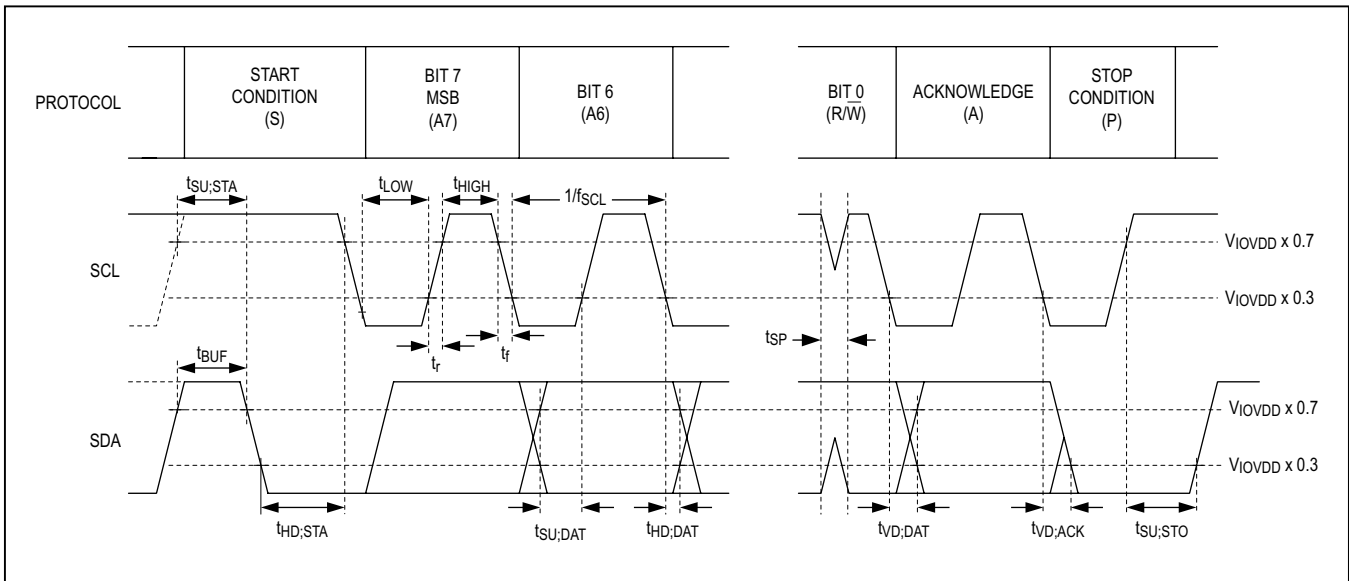 PROTOCOL
START
CONDITION
(S)
BIT 7
MSB
(A7)
BIT 6
(A6)
BIT 0
(R/W̅)
ACKNOWLEDGE
(A)
STOP
CONDITION
(P)
tSU;STA
tLOW
tHIGH
1/fSCL
SCL
VIOVDD x 0.7
VIOVDD x 0.3
tr
tf
tSP
tBUF
SDA
VIOVDD x 0.7
VIOVDD x 0.3
tHD;STA
tSU;DAT
tHD;DAT
tVD;DAT
tVD;ACK
tSU;STO